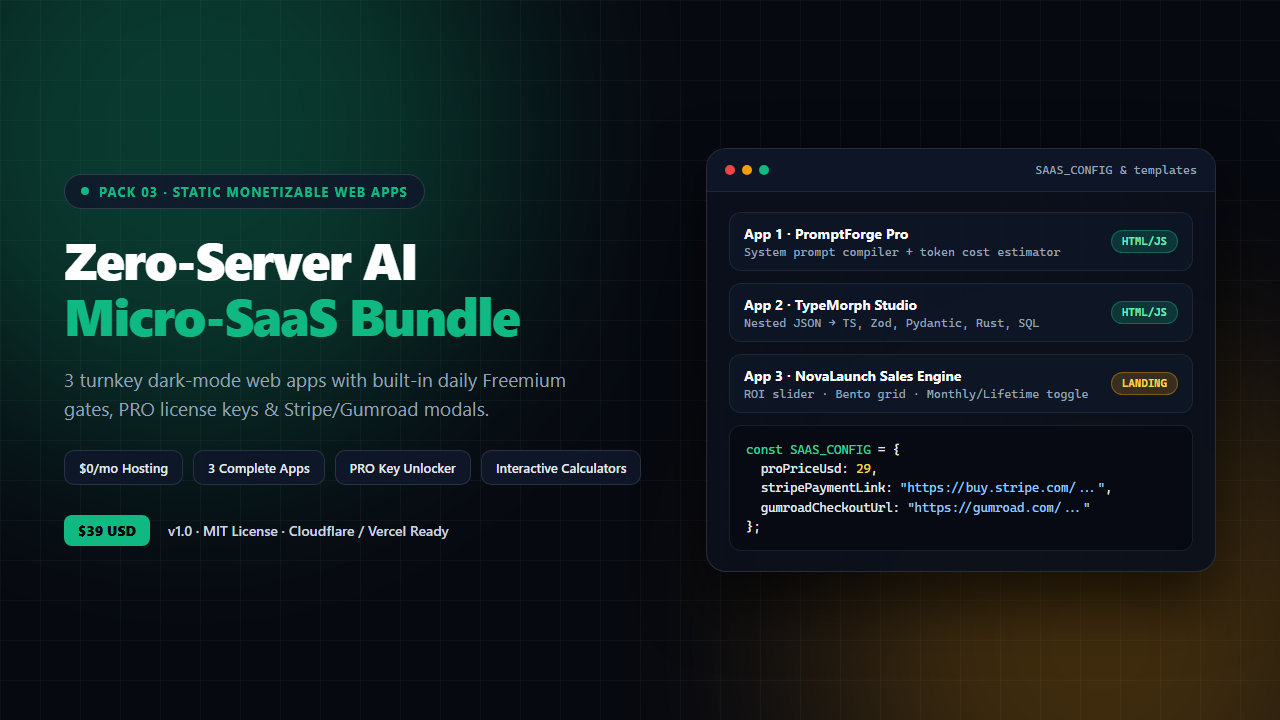 PACK 03 · STATIC MONETIZABLE WEB APPS
Zero-Server AI
Micro-SaaS Bundle
3 turnkey dark-mode web apps with built-in daily Freemium
gates, PRO license keys & Stripe/Gumroad modals.
$0/mo Hosting
3 Complete Apps
PRO Key Unlocker
Interactive Calculators
$39 USD
v1.0 · MIT License · Cloudflare / Vercel Ready
SAAS_CONFIG & templates
App 1 · PromptForge Pro
System prompt compiler + token cost estimator
HTML/JS
App 2 · TypeMorph Studio
Nested JSON → TS, Zod, Pydantic, Rust, SQL
HTML/JS
App 3 · NovaLaunch Sales Engine
ROI slider · Bento grid · Monthly/Lifetime toggle
LANDING
const SAAS_CONFIG = {
  proPriceUsd: 29,
  stripePaymentLink: "https://buy.stripe.com/...",
  gumroadCheckoutUrl: "https://gumroad.com/..."
};